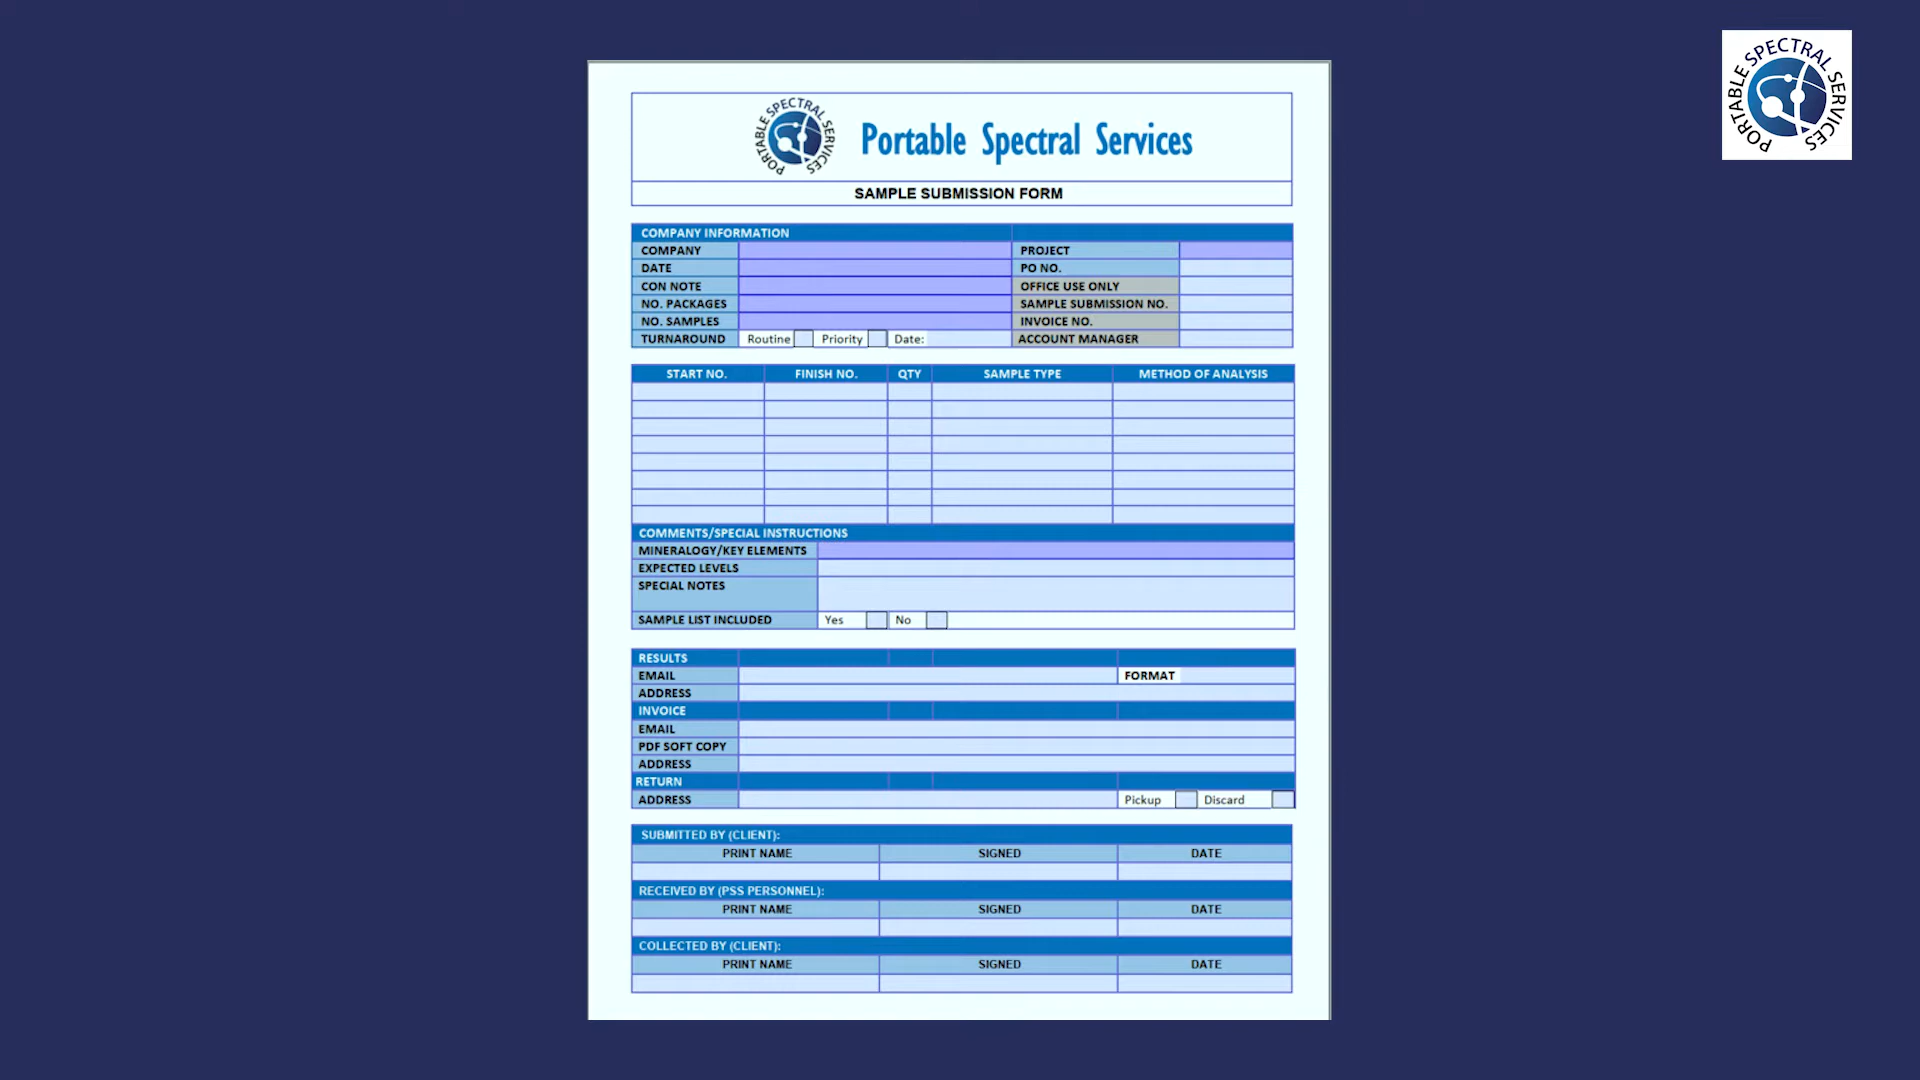 PORTABLE SPECTRAL SERVICES
PORTABLE SPECTRAL SERVICES
Portable Spectral Services
SAMPLE SUBMISSION FORM
COMPANY INFORMATION
COMPANY PROJECT
DATE PO NO.
CON NOTE OFFICE USE ONLY
NO. PACKAGES SAMPLE SUBMISSION NO.
NO. SAMPLES INVOICE NO.
TURNAROUND Routine Priority Date: ACCOUNT MANAGER
START NO. FINISH NO. QTY SAMPLE TYPE METHOD OF ANALYSIS
COMMENTS/SPECIAL INSTRUCTIONS
MINERALOGY/KEY ELEMENTS
EXPECTED LEVELS
SPECIAL NOTES
SAMPLE LIST INCLUDED Yes No
RESULTS
EMAIL FORMAT
ADDRESS
INVOICE
EMAIL
PDF SOFT COPY
ADDRESS
RETURN
ADDRESS Pickup Discard
SUBMITTED BY (CLIENT):
PRINT NAME SIGNED DATE
RECEIVED BY (PSS PERSONNEL):
PRINT NAME SIGNED DATE
COLLECTED BY (CLIENT):
PRINT NAME SIGNED DATE